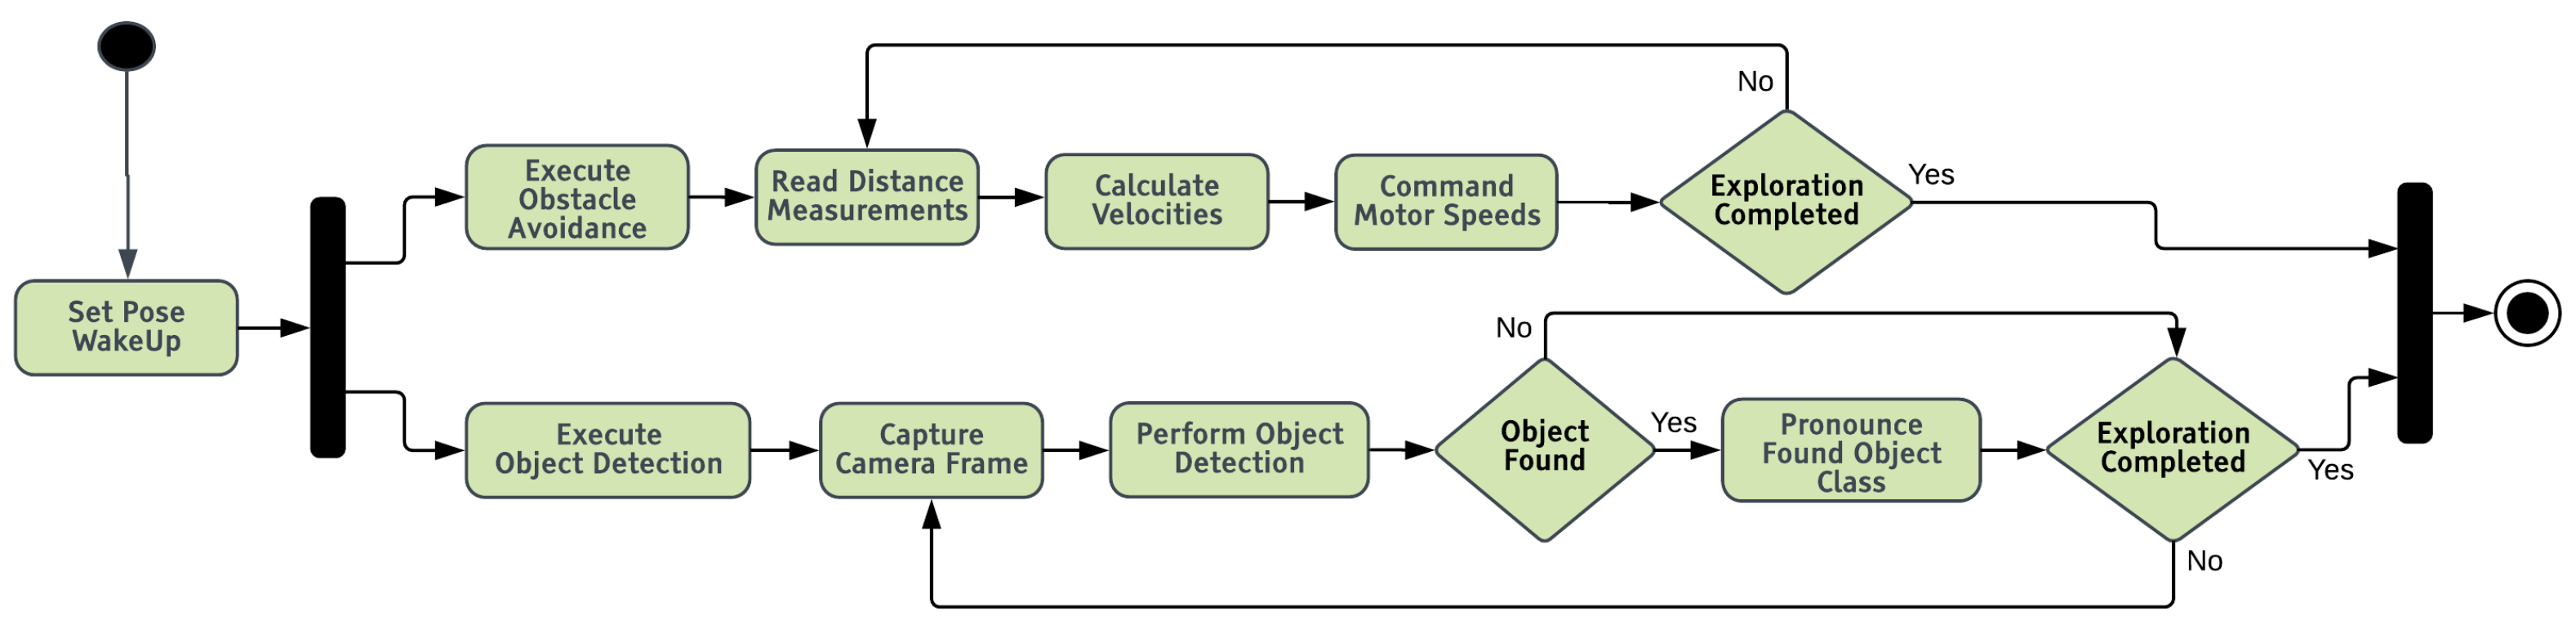 No
Execute
Obstacle
Avoidance
Read Distance
Measurements
Calculate
Velocities
Command
Motor Speeds
Exploration
Completed
Yes
Set Pose
WakeUp
No
Execute
Object Detection
Capture
Camera Frame
Perform Object
Detection
Object
Found
Yes
Pronounce
Found Object
Class
Exploration
Completed
Yes
No